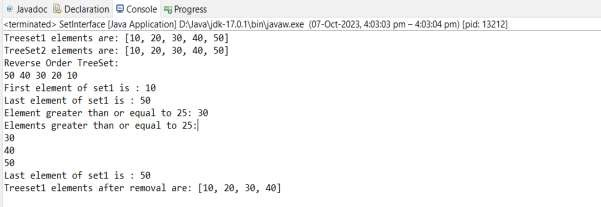 Javadoc Declaration Console Progress
<terminated> SetInterface [Java Application] D:\Java\jdk-17.0.1\bin\javaw.exe (07-Oct-2023, 4:03:03 pm – 4:03:04 pm) [pid: 13212]
Treeset1 elements are: [10, 20, 30, 40, 50]
TreeSet2 elements are: [10, 20, 30, 40, 50]
Reverse Order TreeSet:
50 40 30 20 10
First element of set1 is : 10
Last element of set1 is : 50
Element greater than or equal to 25: 30
Elements greater than or equal to 25:
30
40
50
Last element of set1 is : 50
Treeset1 elements after removal are: [10, 20, 30, 40]